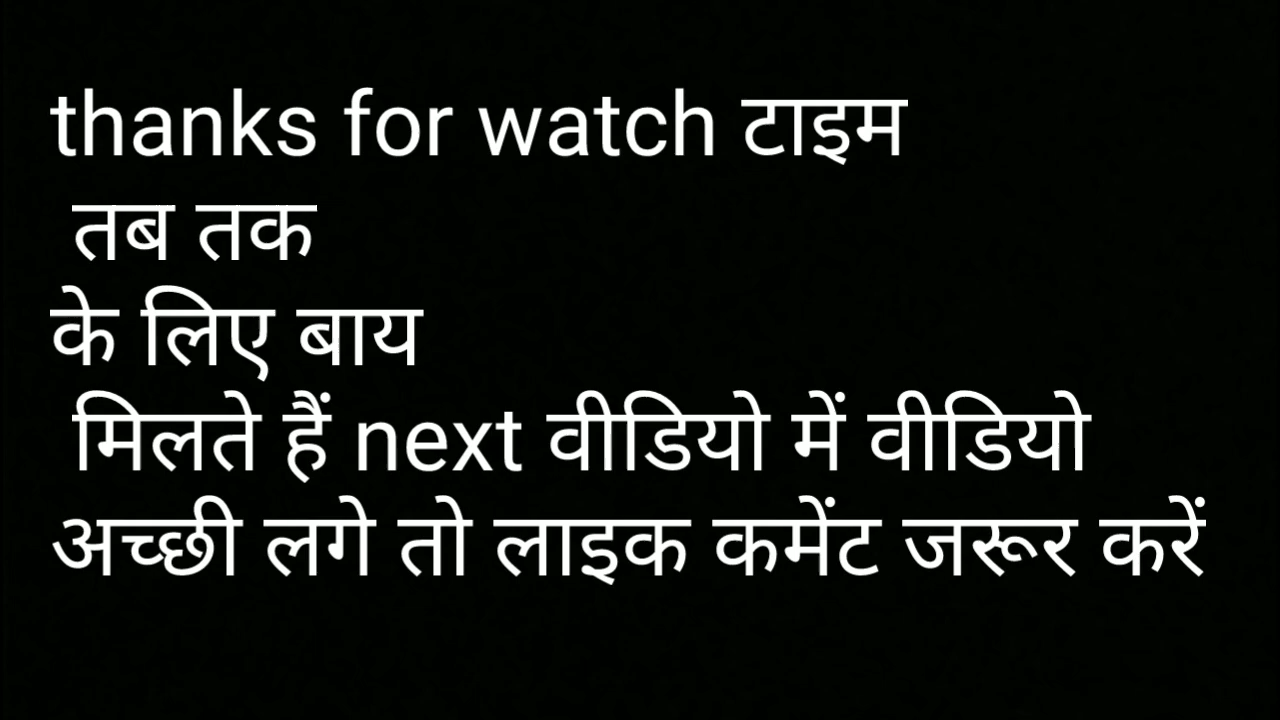 thanks for watch टाइम
तब तक
के लिए बाय
मिलते हैं next वीडियो में वीडियो
अच्छी लगे तो लाइक कमेंट जरूर करें